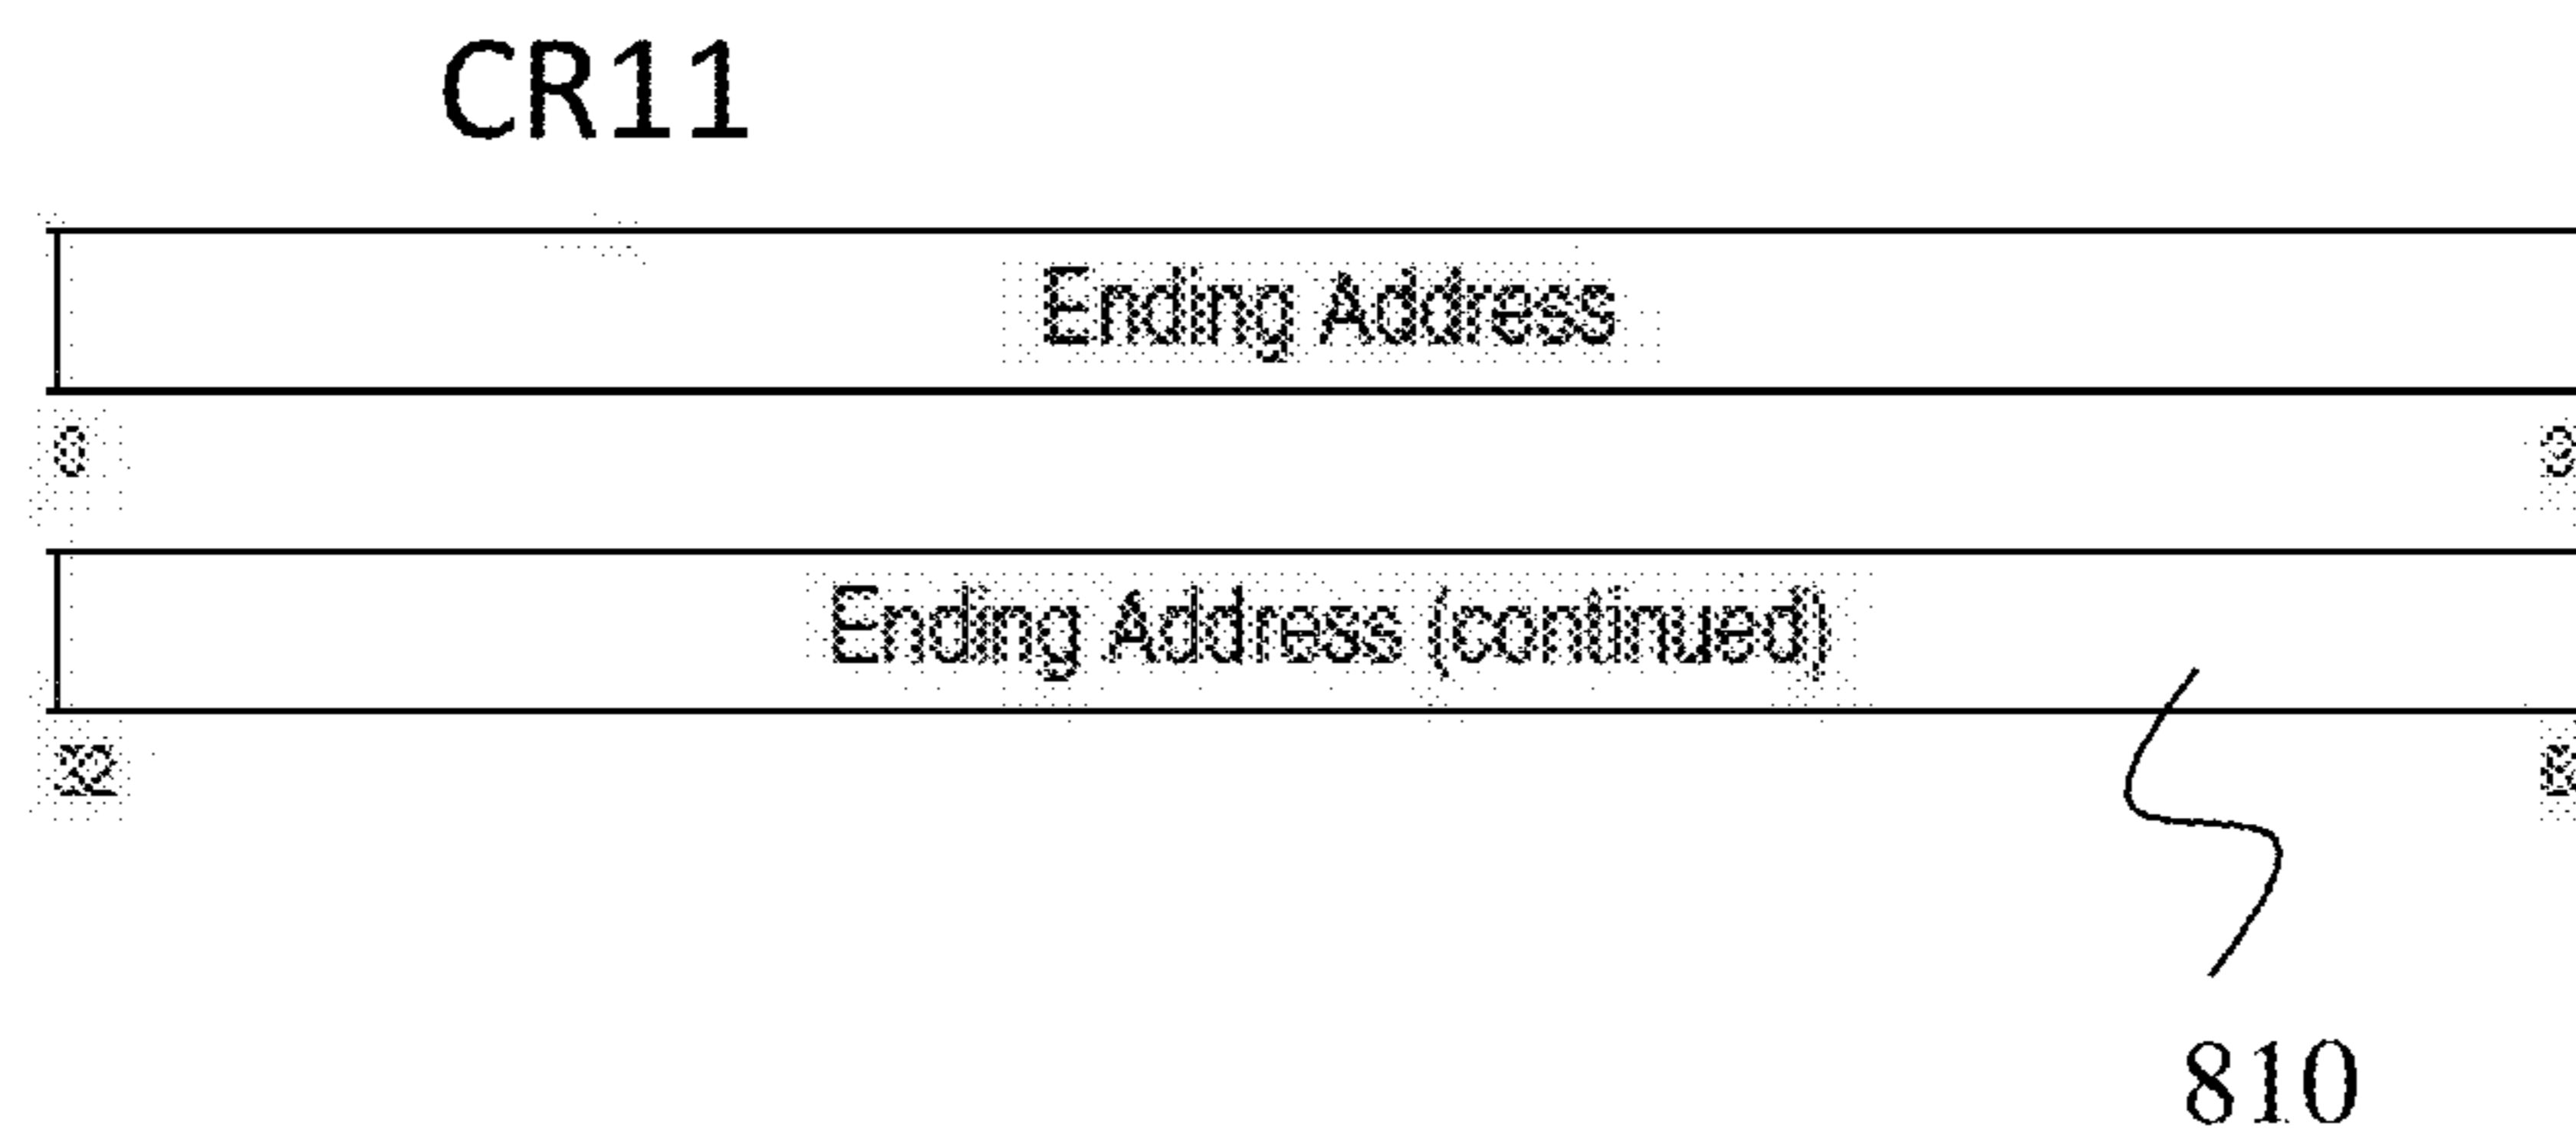 CR11
Ending Address
0
Ending Address (continued)
32
810